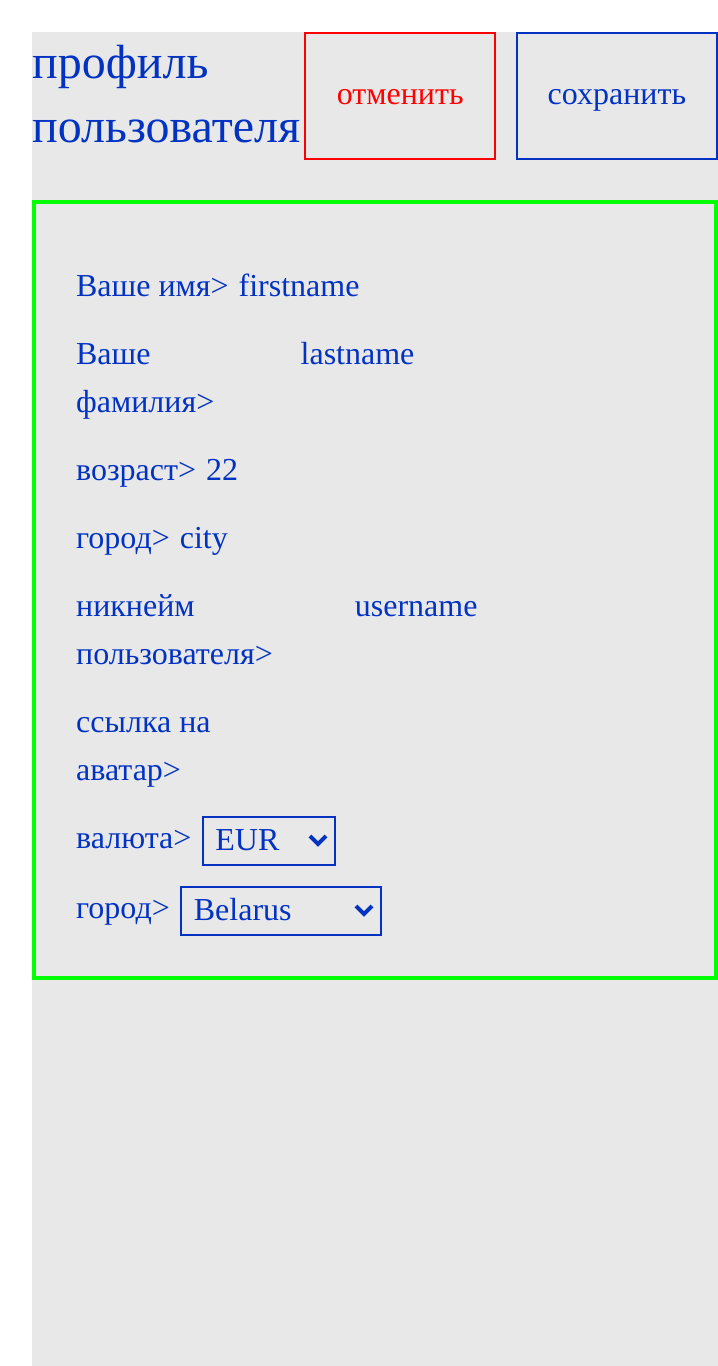 профиль
пользователя
отменить
сохранить
Ваше имя> firstname
Ваше lastname
фамилия>
возраст> 22
город> city
никнейм username
пользователя>
ссылка на
аватар>
валюта> EUR
город> Belarus